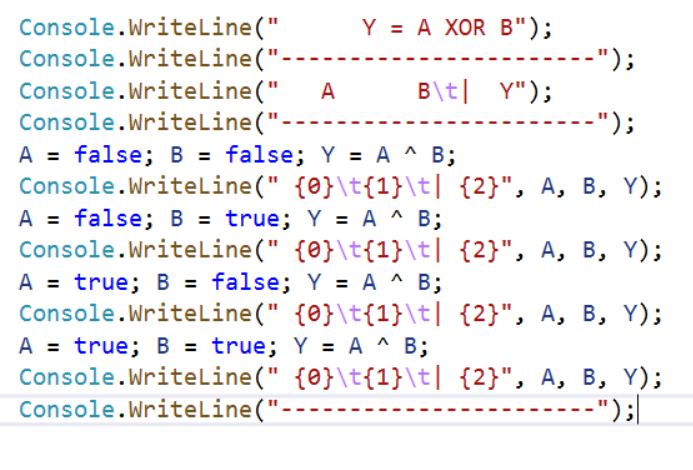 Console.WriteLine("      Y = A XOR B");
Console.WriteLine("-----------------------");
Console.WriteLine("   A      B\t|  Y");
Console.WriteLine("-----------------------");
A = false; B = false; Y = A ^ B;
Console.WriteLine(" {0}\t{1}\t| {2}", A, B, Y);
A = false; B = true; Y = A ^ B;
Console.WriteLine(" {0}\t{1}\t| {2}", A, B, Y);
A = true; B = false; Y = A ^ B;
Console.WriteLine(" {0}\t{1}\t| {2}", A, B, Y);
A = true; B = true; Y = A ^ B;
Console.WriteLine(" {0}\t{1}\t| {2}", A, B, Y);
Console.WriteLine("-----------------------");